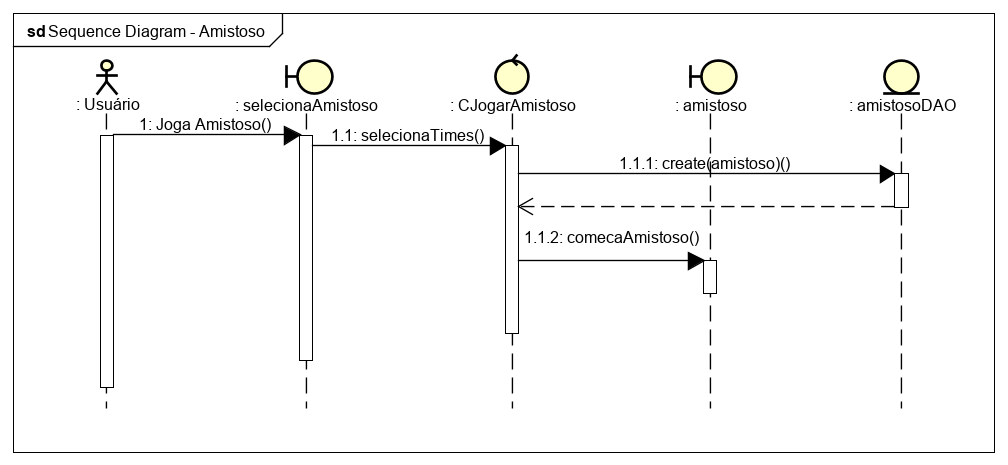 sd Sequence Diagram - Amistoso
: Usuário
: selecionaAmistoso
: CJogarAmistoso
: amistoso
: amistosoDAO
1: Joga Amistoso()
1.1: selecionaTimes()
1.1.1: create(amistoso)()
1.1.2: comecaAmistoso()